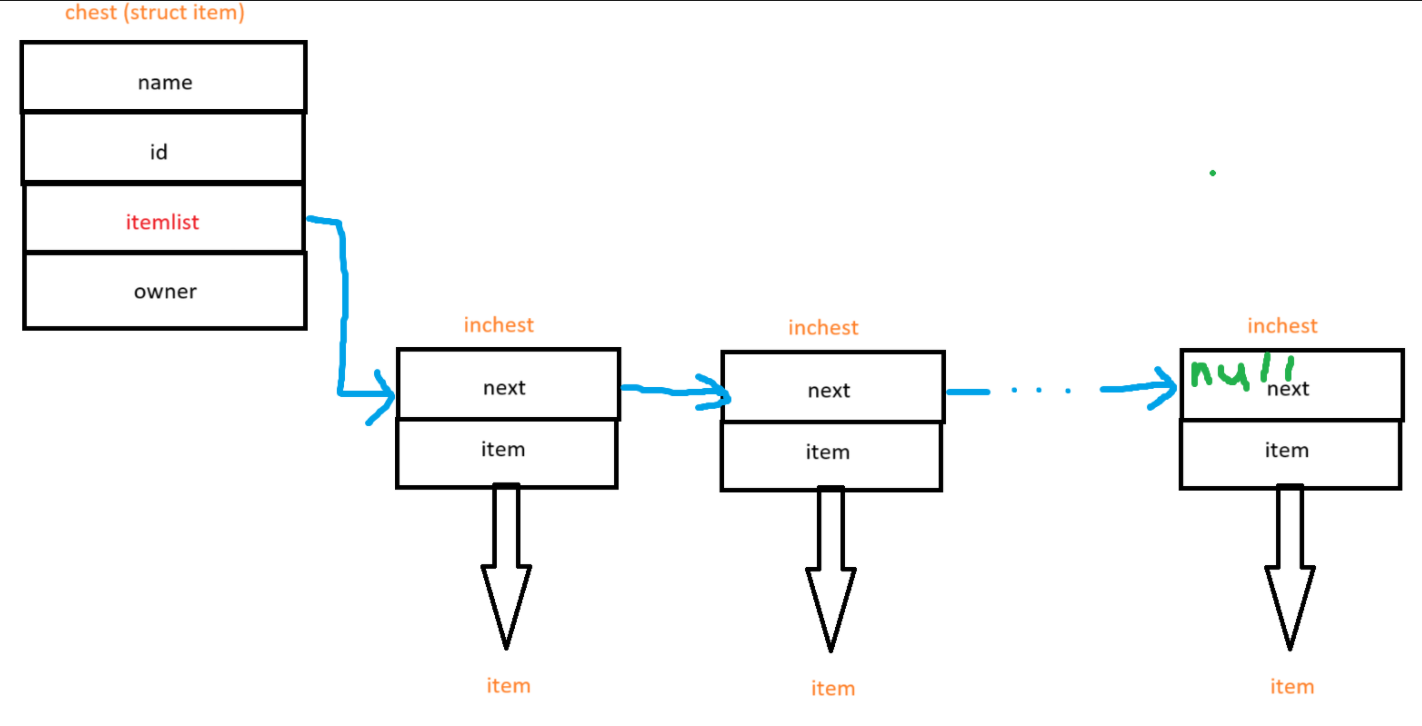 chest (struct item)
name
id
itemlist
owner
inchest
next
item
item
inchest
next
item
item
inchest
null
next
item
item